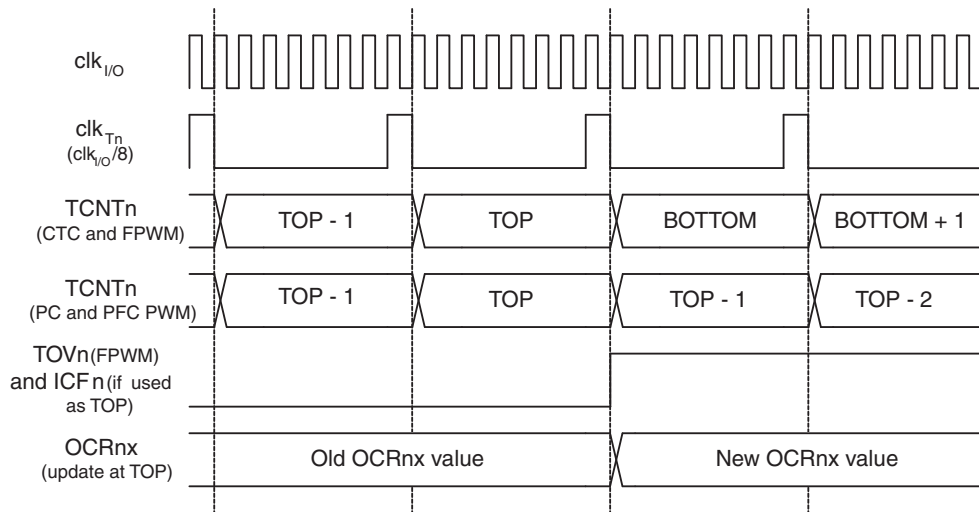 clk I/O
clk Tn
(clk I/O/8)
TCNTn
(CTC and FPWM)
TOP - 1
TOP
BOTTOM
BOTTOM + 1
TCNTn
(PC and PFC PWM)
TOP - 1
TOP
TOP - 1
TOP - 2
TOVn(FPWM)
and ICFn(if used
as TOP)
OCRnx
(update at TOP)
Old OCRnx value
New OCRnx value